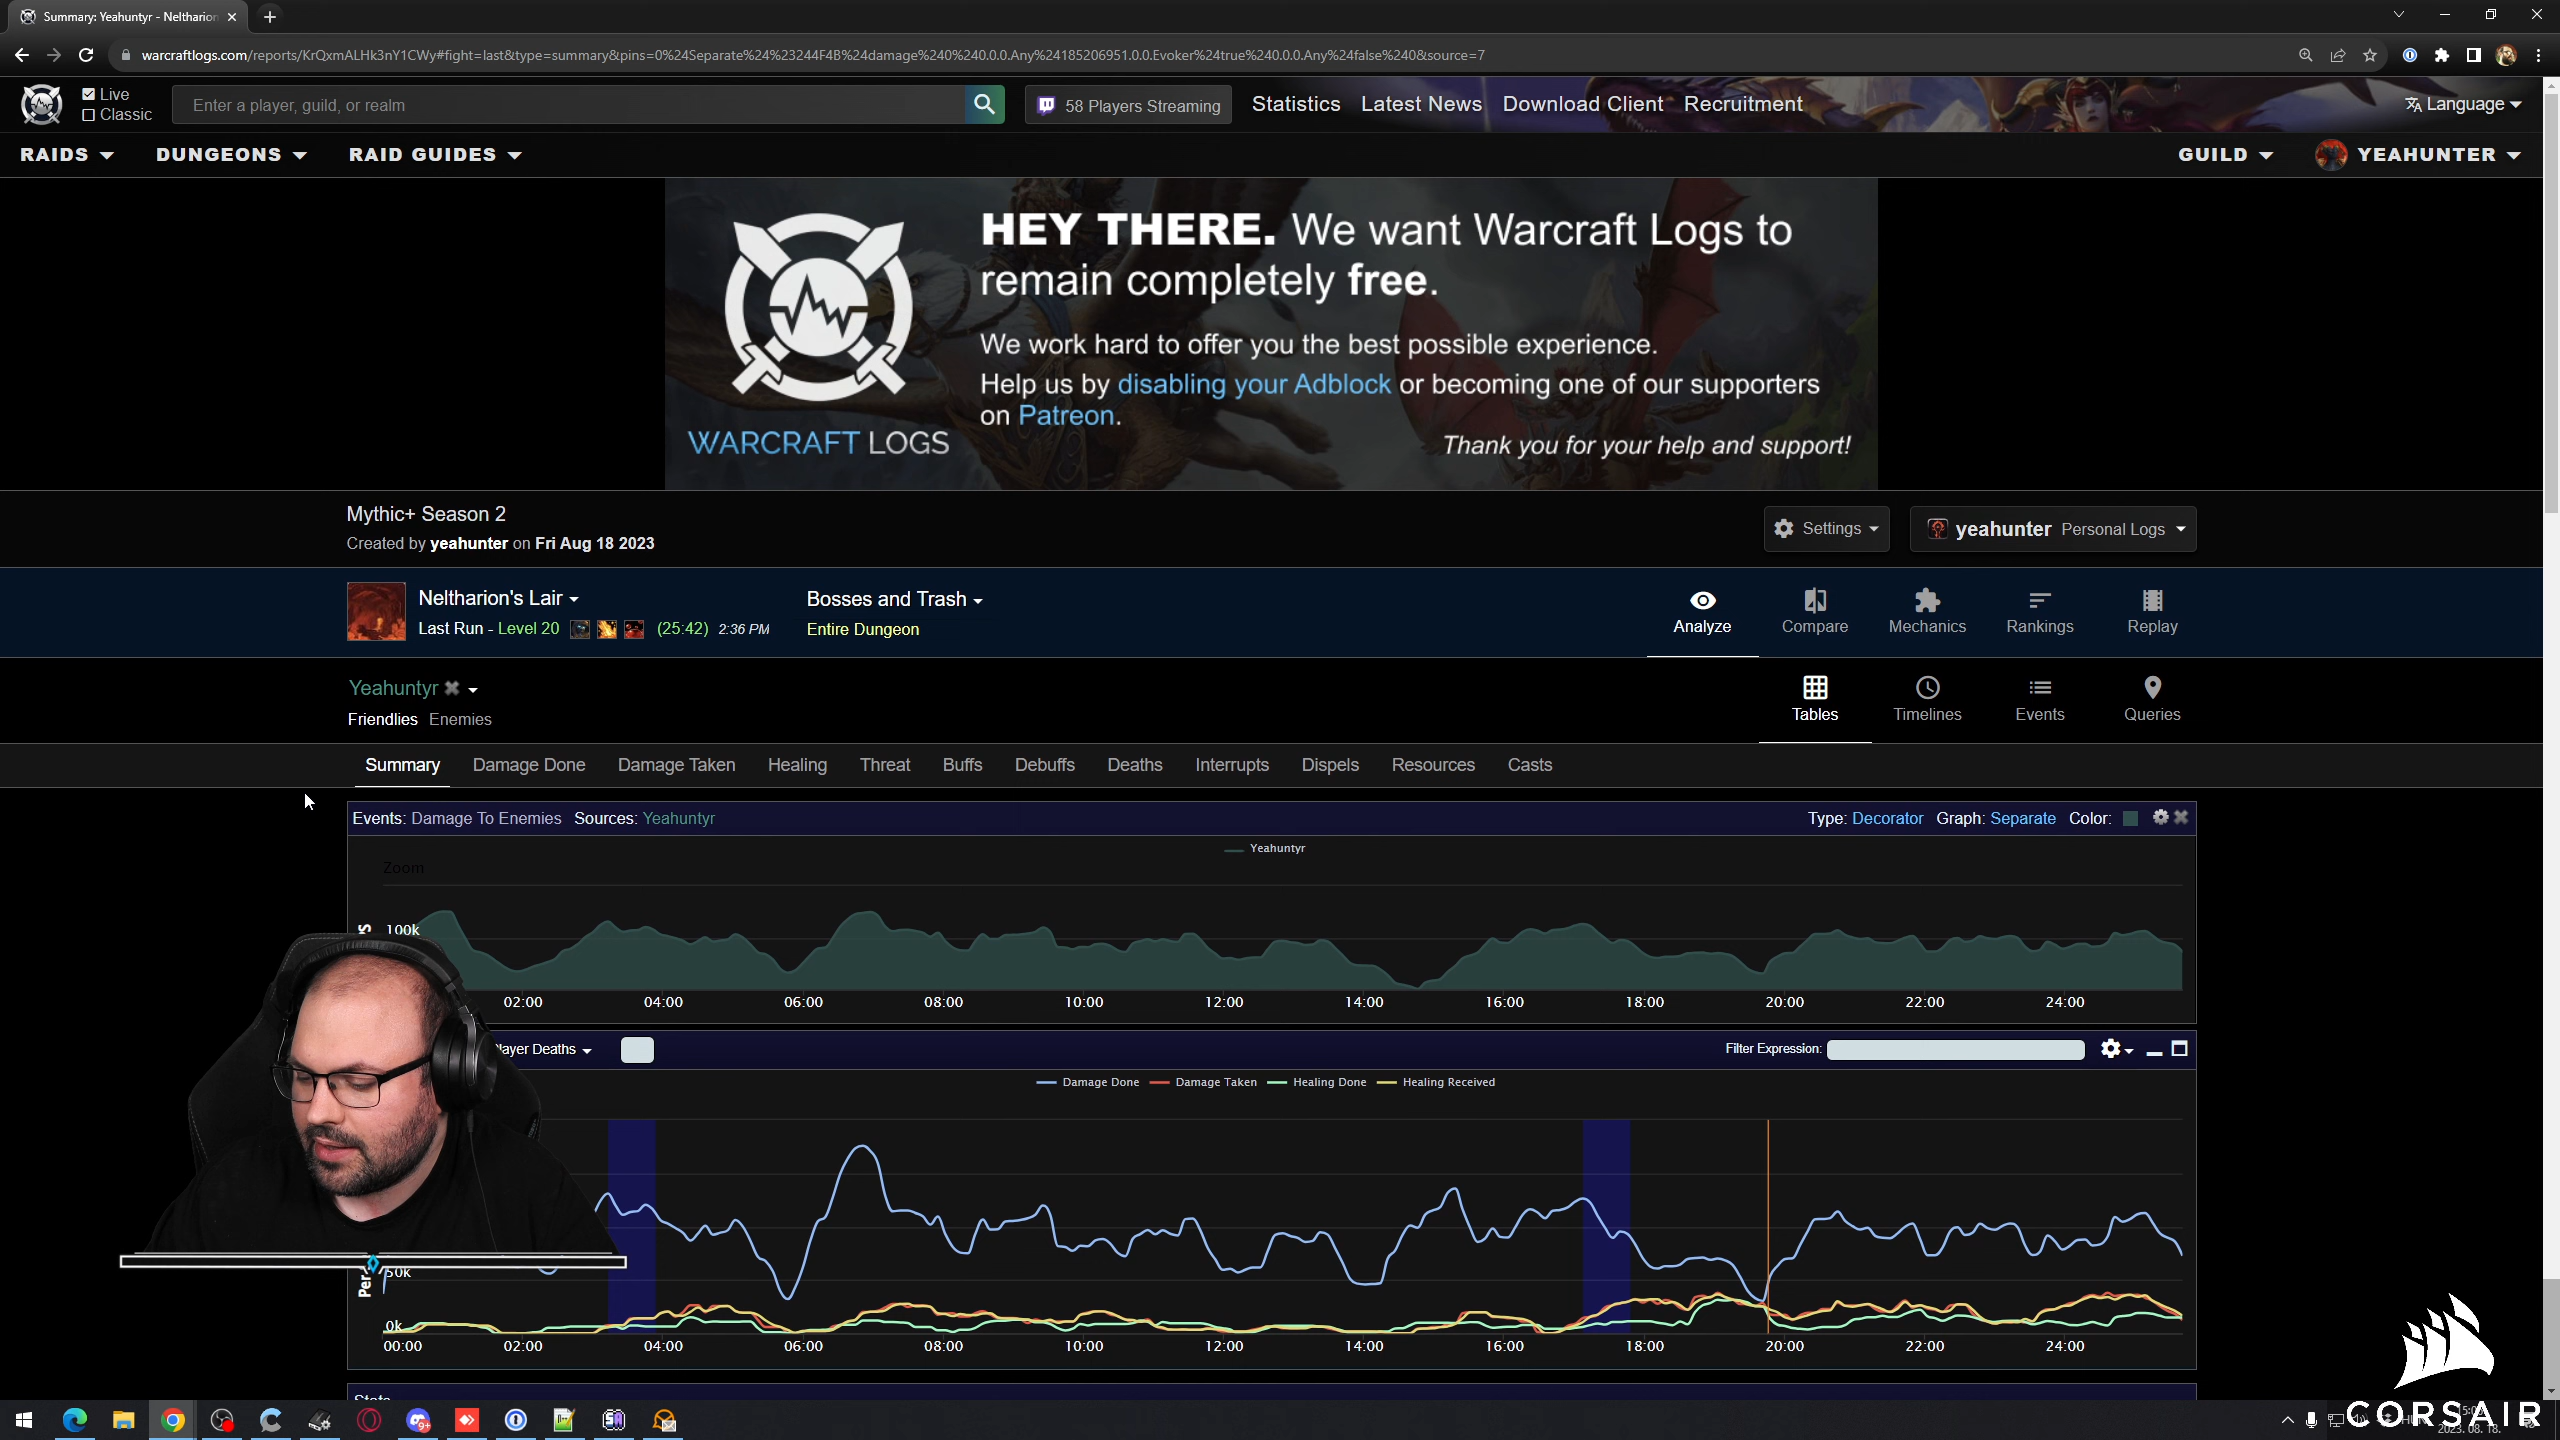 Summary: Yeahuntyr - Neltharion
warcraftlogs.com/reports/KrQxmALHk3nY1CWy#fight=last&type=summary&pins=0%24Separate%24%23244F4B%24damage%240%240.0.0.Any%24185206951.0.0.Evoker%24true%240.0.0.Any%24false%240&source=7
Live
Classic
Enter a player, guild, or realm
58 Players Streaming
Statistics
Latest News
Download Client
Recruitment
Language
RAIDS
DUNGEONS
RAID GUIDES
GUILD
YEAHUNTER
HEY THERE. We want Warcraft Logs to
remain completely free.
We work hard to offer you the best possible experience.
Help us by disabling your Adblock or becoming one of our supporters
on Patreon.
Thank you for your help and support!
WARCRAFT LOGS
Mythic+ Season 2
Created by yeahunter on Fri Aug 18 2023
Settings
yeahunter Personal Logs
Neltharion's Lair
Last Run - Level 20 (25:42) 2:36 PM
Bosses and Trash
Entire Dungeon
Analyze
Compare
Mechanics
Rankings
Replay
Yeahuntyr
Friendlies Enemies
Tables
Timelines
Events
Queries
Summary
Damage Done
Damage Taken
Healing
Threat
Buffs
Debuffs
Deaths
Interrupts
Dispels
Resources
Casts
Events: Damage To Enemies Sources: Yeahuntyr
Type: Decorator Graph: Separate Color:
Yeahuntyr
Zoom
100k
02:00 04:00 06:00 08:00 10:00 12:00 14:00 16:00 18:00 20:00 22:00 24:00
layer Deaths
Filter Expression:
Damage Done Damage Taken Healing Done Healing Received
Per
50k
0k
00:00 02:00 04:00 06:00 08:00 10:00 12:00 14:00 16:00 18:00 20:00 22:00 24:00
CORSAIR
2023. 08. 18.